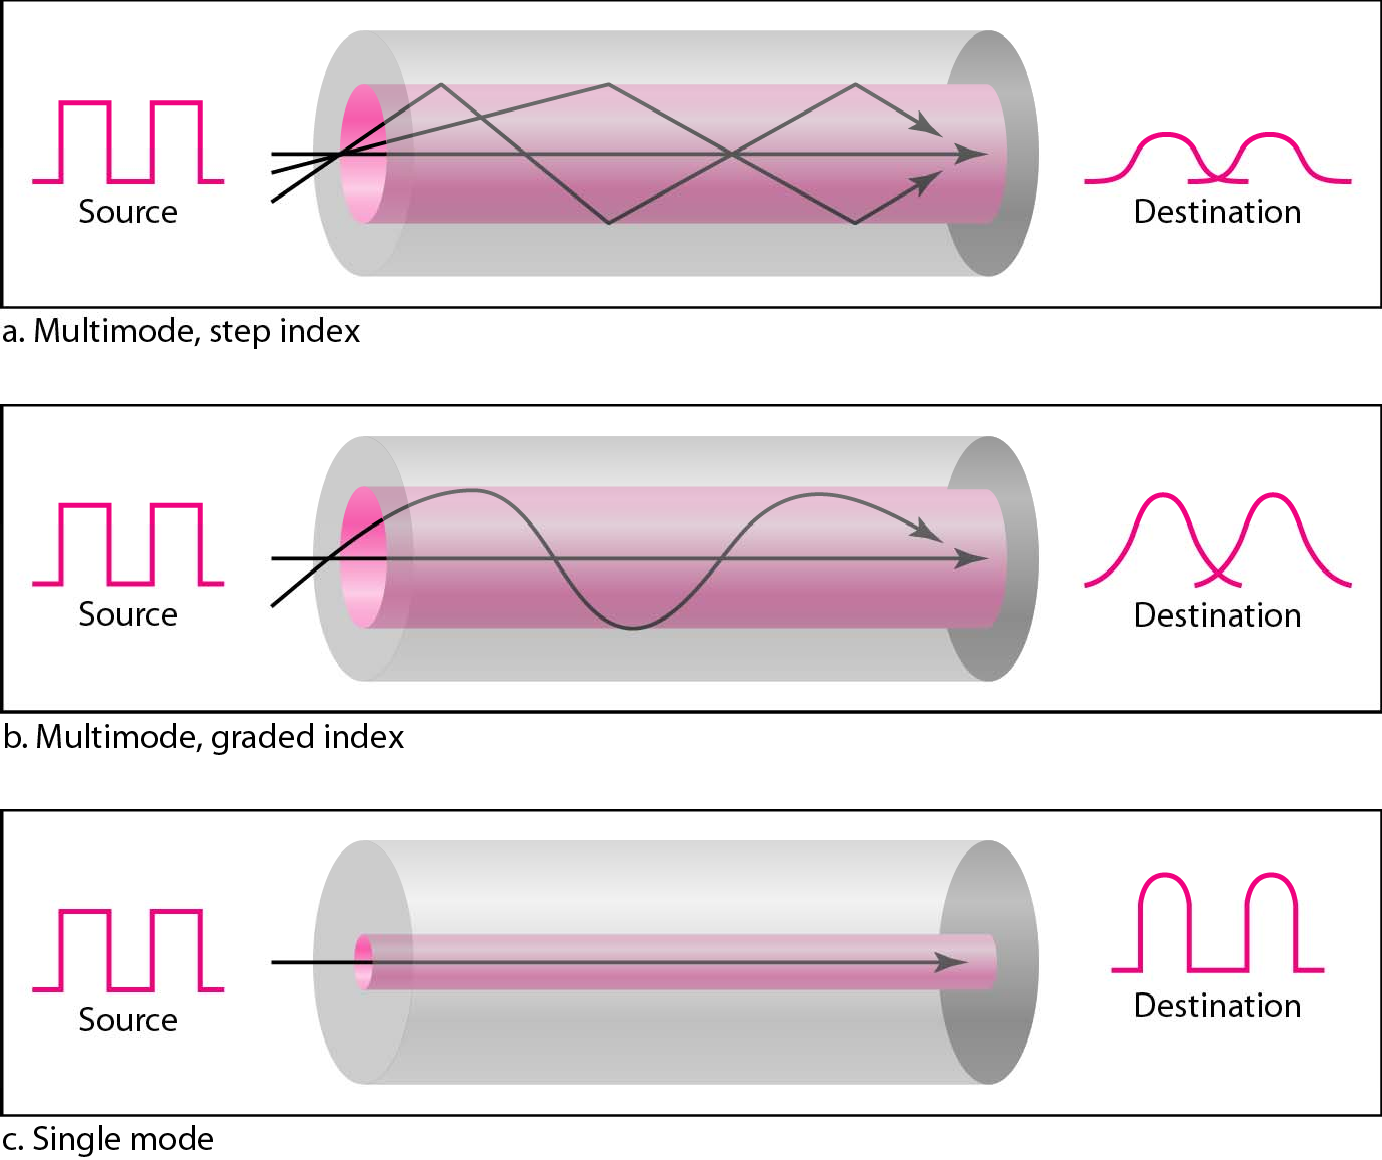 Source
Destination
a. Multimode, step index
Source
Destination
b. Multimode, graded index
Source
Destination
c. Single mode